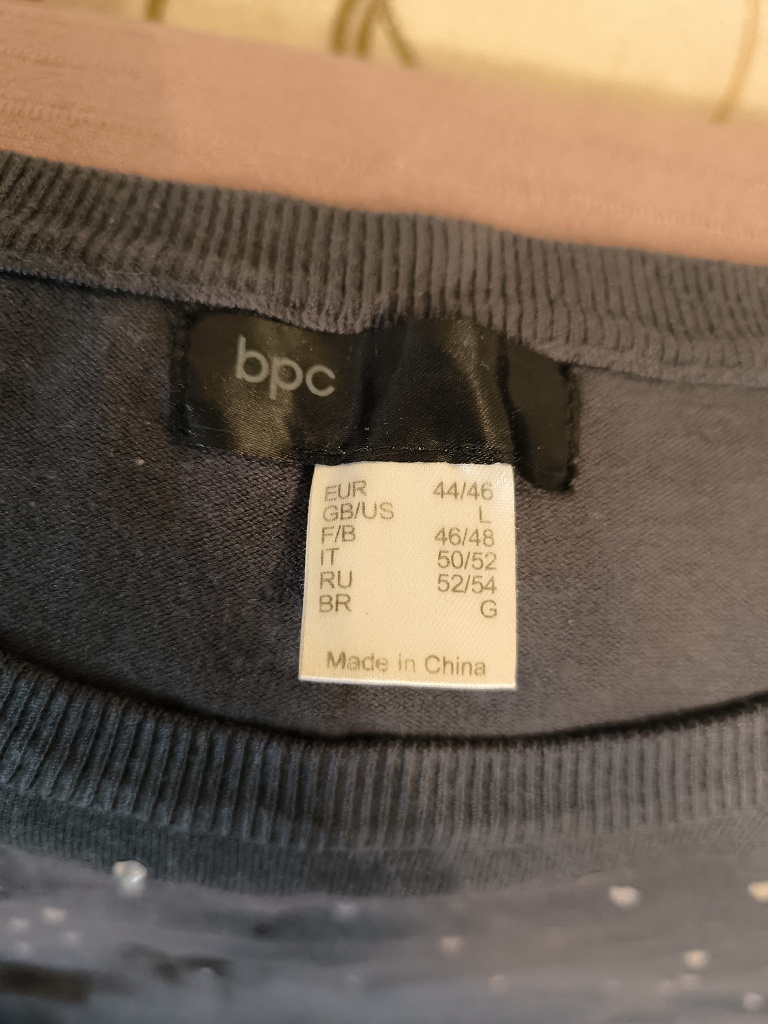 bpc
EUR 44/46
GB/US L
F/B 46/48
IT 50/52
RU 52/54
BR G
Made in China